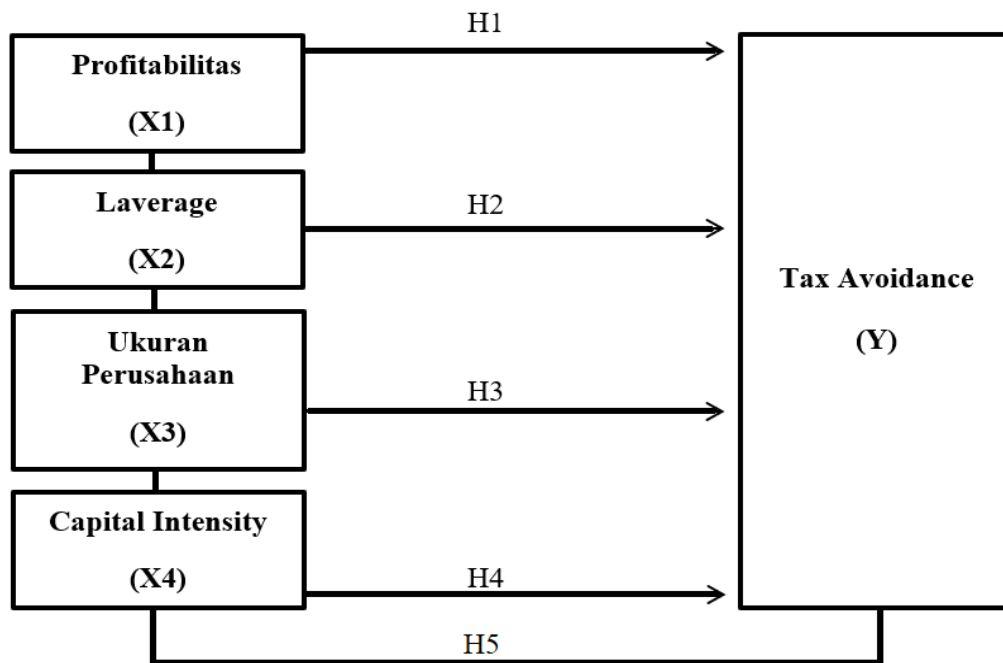 H1
Profitabilitas
(X1)
Laverage
(X2)
H2
Ukuran
Perusahaan
(X3)
H3
Capital Intensity
(X4)
H4
H5
Tax Avoidance
(Y)